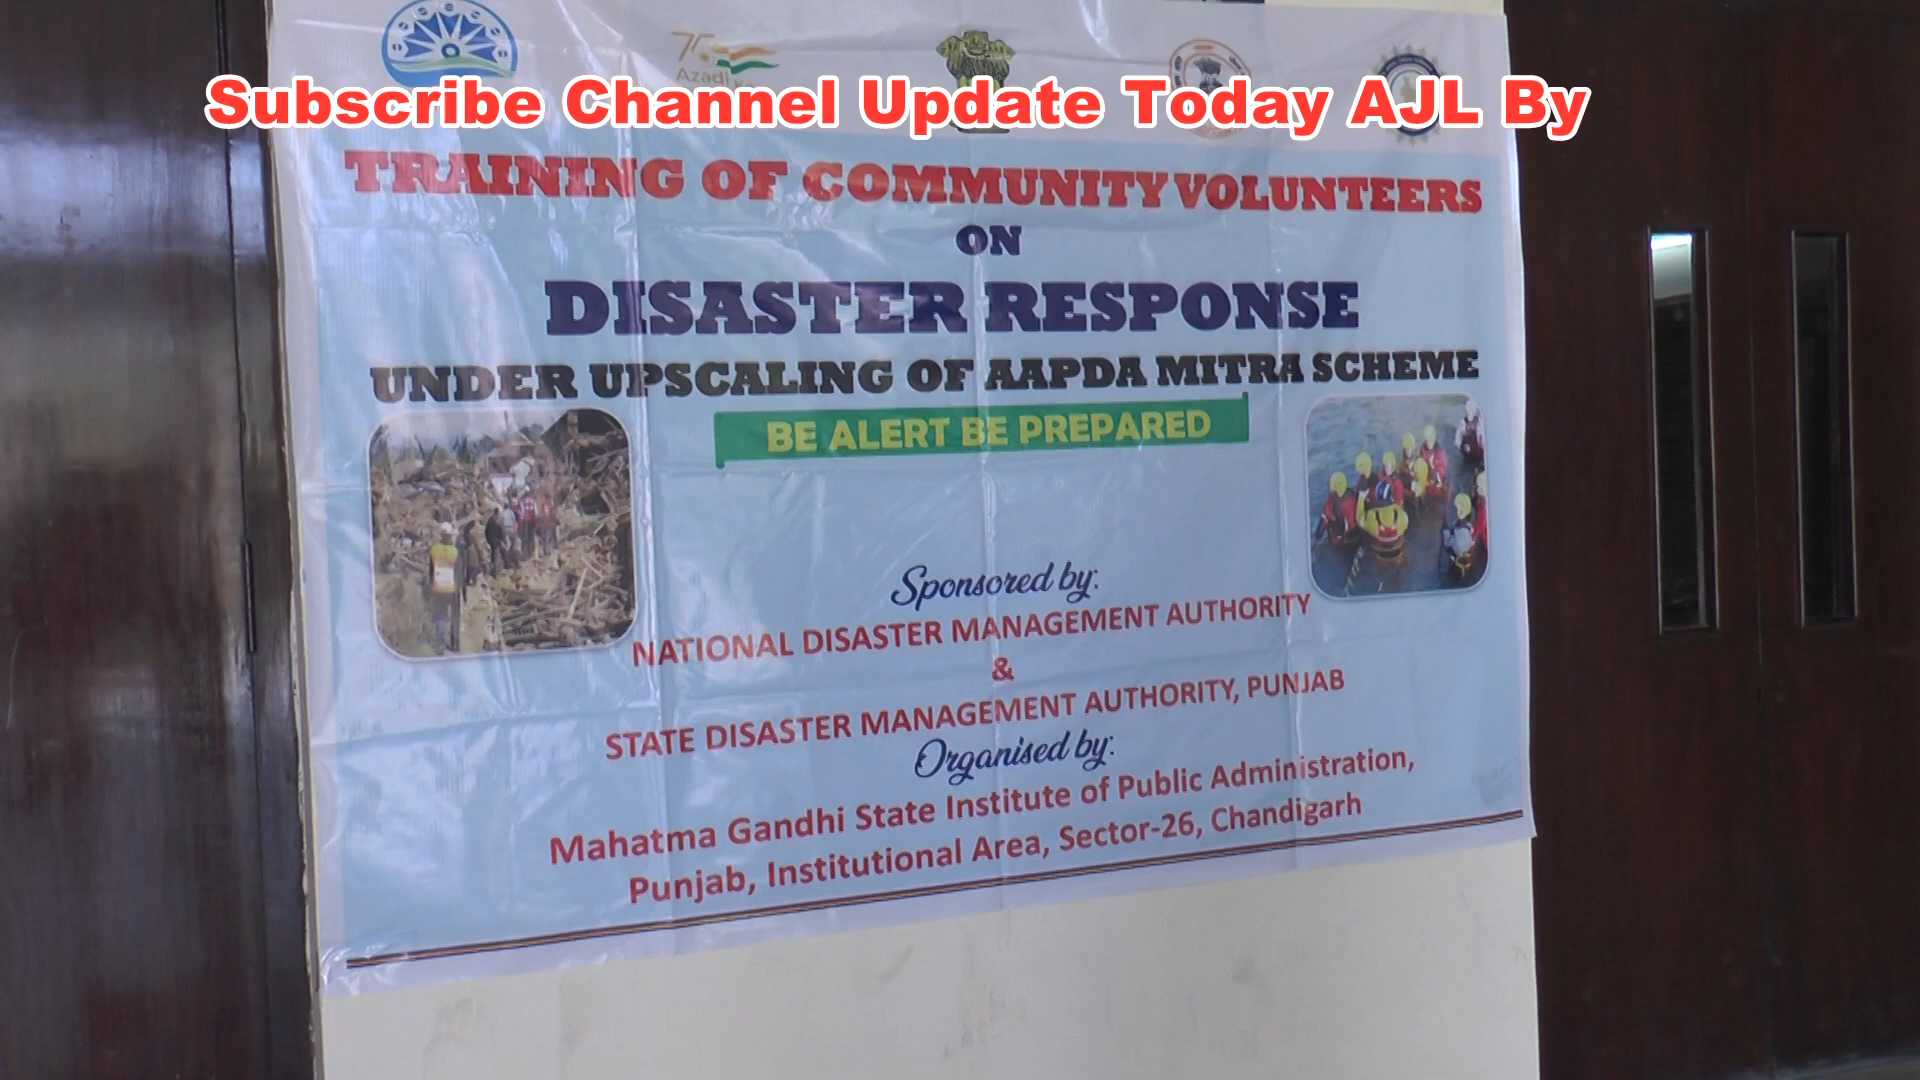 75
Azadi
Subscribe Channel Update Today AJL By
TRAINING OF COMMUNITY VOLUNTEERS
ON
DISASTER RESPONSE
UNDER UPSCALING OF AAPDA MITRA SCHEME
BE ALERT BE PREPARED
Sponsored by:
NATIONAL DISASTER MANAGEMENT AUTHORITY
&
STATE DISASTER MANAGEMENT AUTHORITY, PUNJAB
Organised by:
Mahatma Gandhi State Institute of Public Administration,
Punjab, Institutional Area, Sector-26, Chandigarh